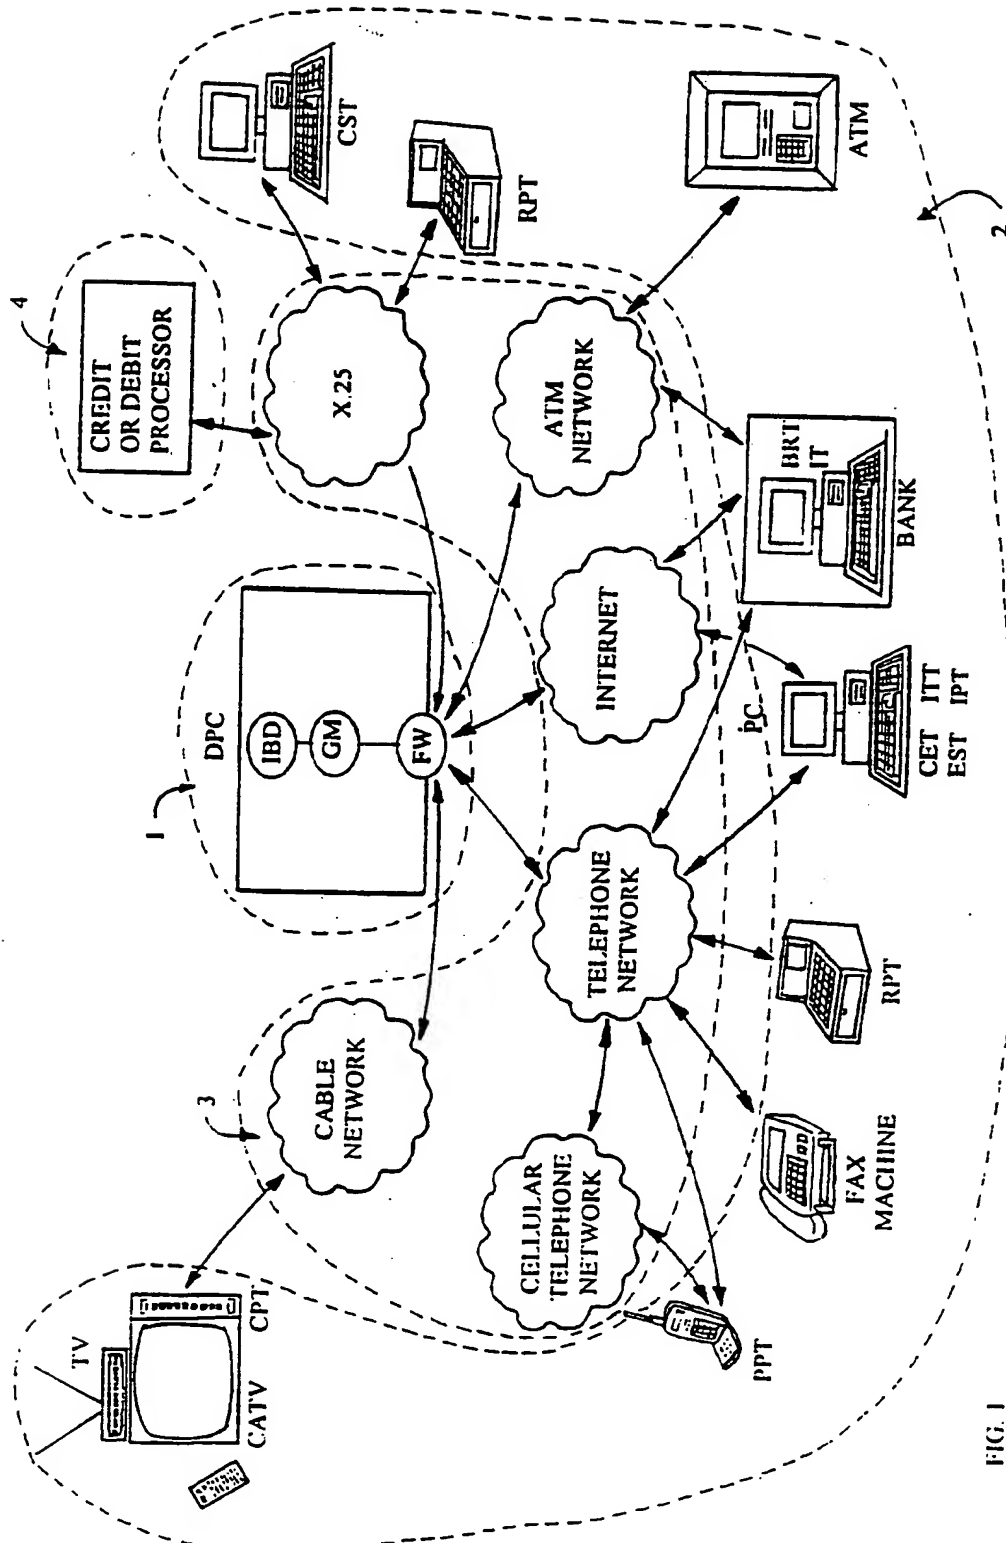 TV
CATV
CPT
3
CABLE
NETWORK
1
DPC
IBD
GM
FW
4
CREDIT
OR DEBIT
PROCESSOR
X.25
CST
RPT
CELLULAR
TELEPHONE
NETWORK
TELEPHONE
NETWORK
INTERNET
ATM
NETWORK
PPT
FAX
MACHINE
RPT
PC
CET ITT
EST IPT
BRT
IT
BANK
ATM
2
FIG. 1